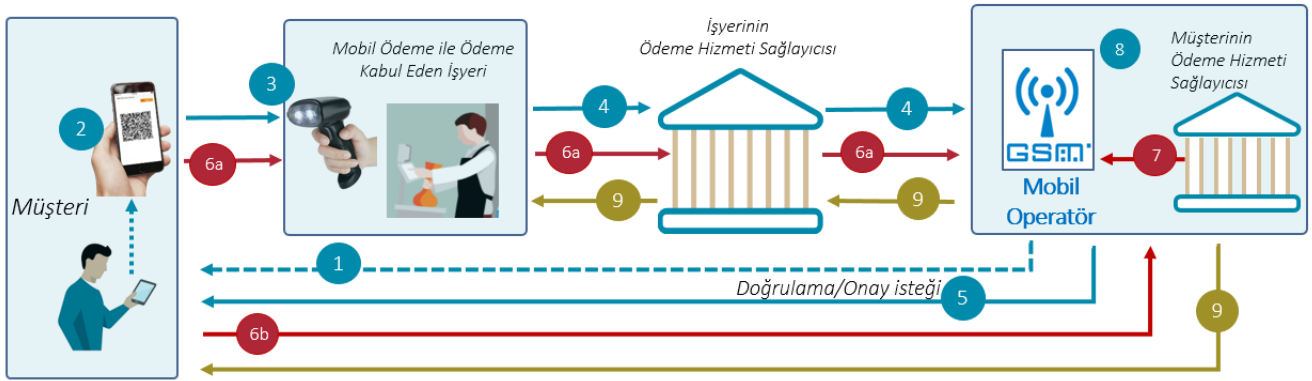 2
6a
Müşteri
3
Mobil Ödeme ile Ödeme
Kabul Eden İşyeri
4
6a
9
İşyerinin
Ödeme Hizmeti Sağlayıcısı
4
6a
9
GSM
Mobil
Operatör
8
Müşterinin
Ödeme Hizmeti
Sağlayıcısı
7
1
Doğrulama/Onay isteği
5
6b
9